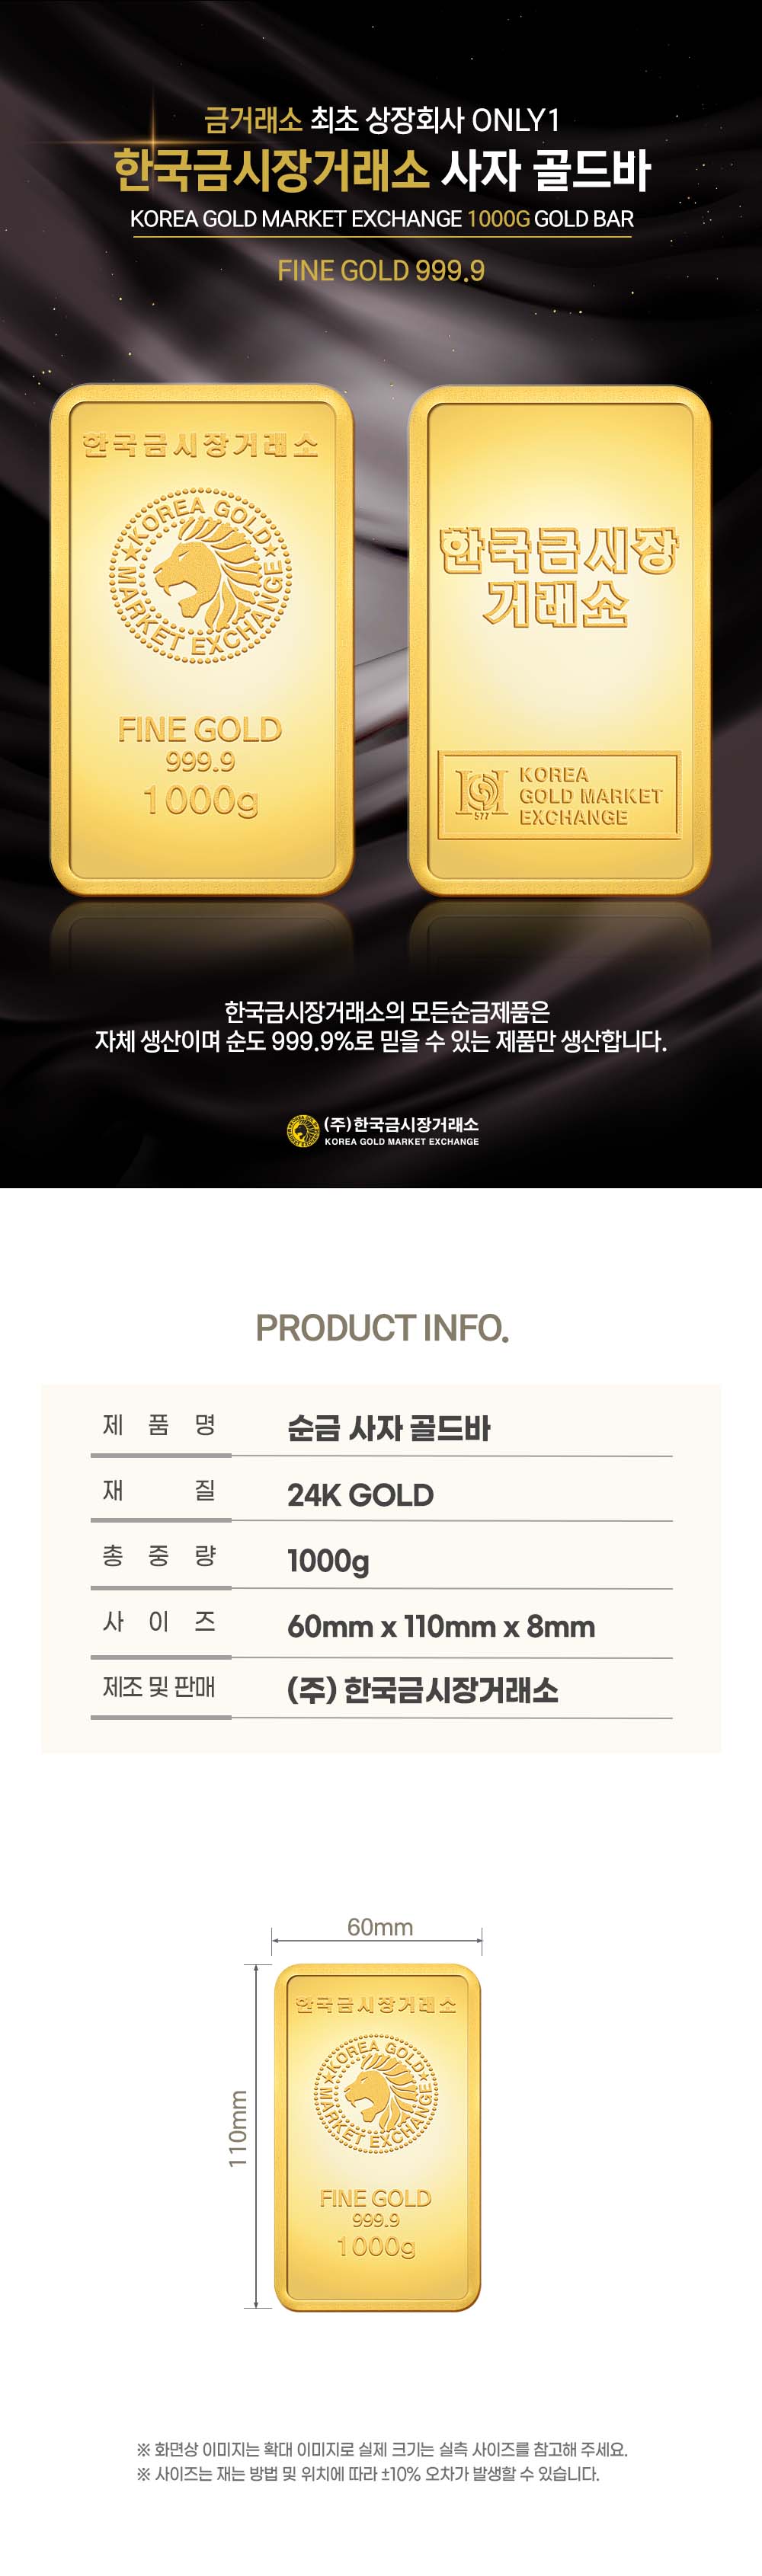 금거래소 최초 상장회사 ONLY1
한국금시장거래소 사자 골드바
KOREA GOLD MARKET EXCHANGE 1000G GOLD BAR
FINE GOLD 999.9
한국금시장거래소
KOREA GOLD
MARKET EXCHANGE
FINE GOLD
999.9
1000g
한국금시장
거래소
577
KOREA
GOLD MARKET
EXCHANGE
한국금시장거래소의 모든순금제품은
자체 생산이며 순도 999.9%로 믿을 수 있는 제품만 생산합니다.
(주)한국금시장거래소
KOREA GOLD MARKET EXCHANGE
PRODUCT INFO.
제 품 명 순금 사자 골드바
재 질 24K GOLD
총 중 량 1000g
사 이 즈 60mm x 110mm x 8mm
제조 및 판매 (주) 한국금시장거래소
60mm
110mm
한국금시장거래소
KOREA GOLD
MARKET EXCHANGE
FINE GOLD
999.9
1000g
※ 화면상 이미지는 확대 이미지로 실제 크기는 실측 사이즈를 참고해 주세요.
※ 사이즈는 재는 방법 및 위치에 따라 ±10% 오차가 발생할 수 있습니다.